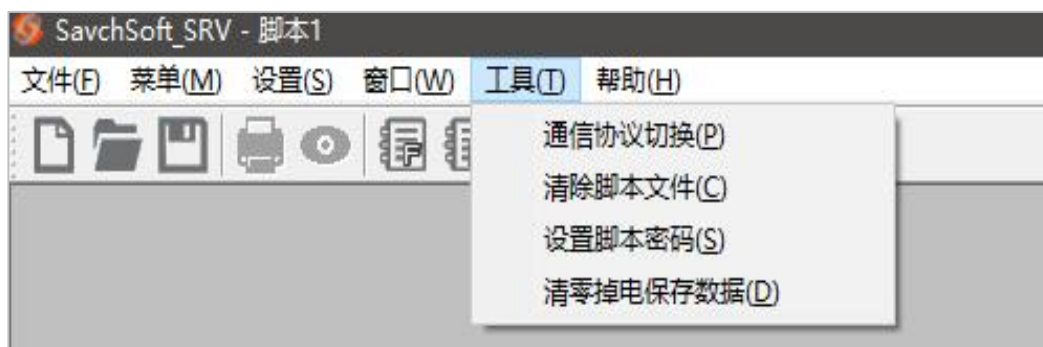 SavchSoft_SRV - 脚本1
文件(F) 菜单(M) 设置(S) 窗口(W) 工具(T) 帮助(H)
F
通信协议切换(P)
清除脚本文件(C)
设置脚本密码(S)
清零掉电保存数据(D)